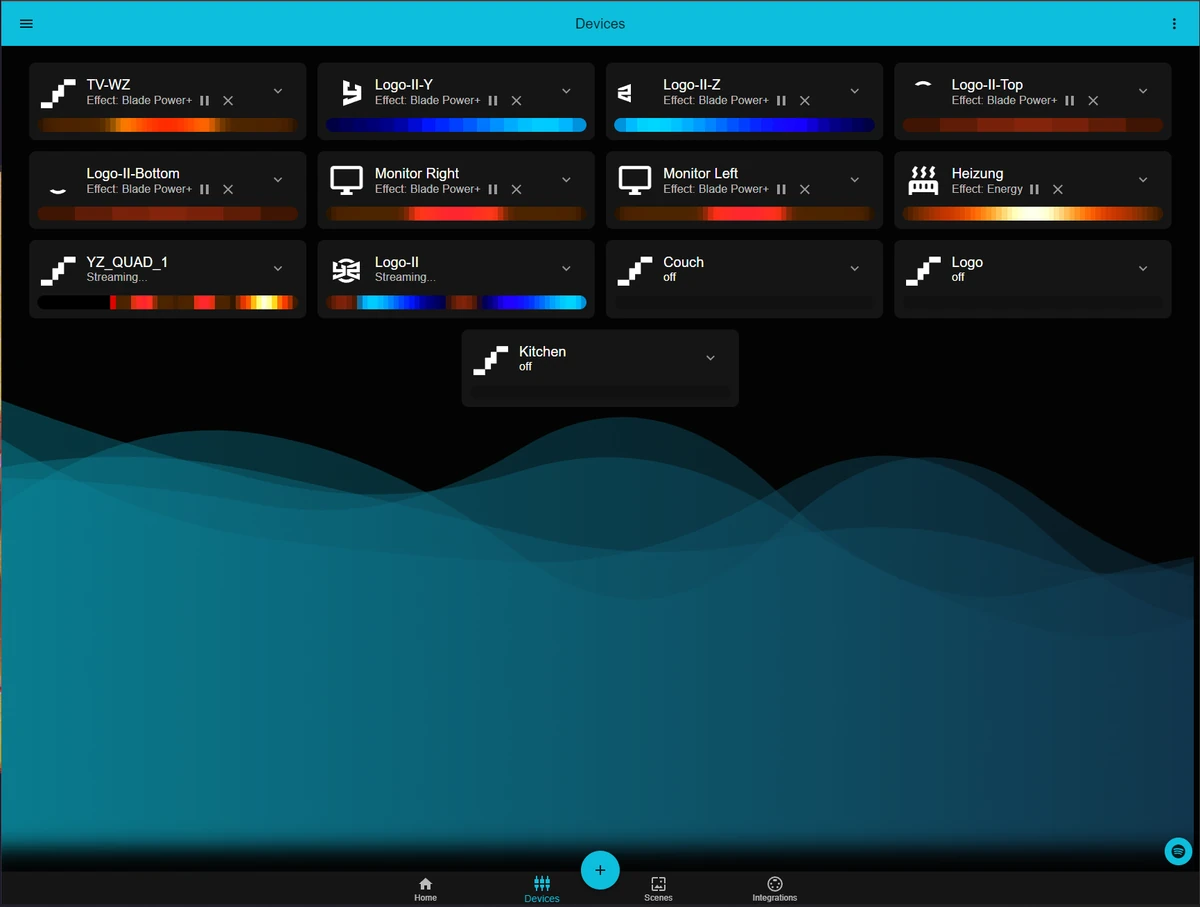 Devices
TV-WZ
Effect: Blade Power+
Logo-II-Y
Effect: Blade Power+
Logo-II-Z
Effect: Blade Power+
Logo-II-Top
Effect: Blade Power+
Logo-II-Bottom
Effect: Blade Power+
Monitor Right
Effect: Blade Power+
Monitor Left
Effect: Blade Power+
Heizung
Effect: Energy
YZ_QUAD_1
Streaming...
Logo-II
Streaming...
Couch
off
Logo
off
Kitchen
off
Home
Devices
Scenes
Integrations